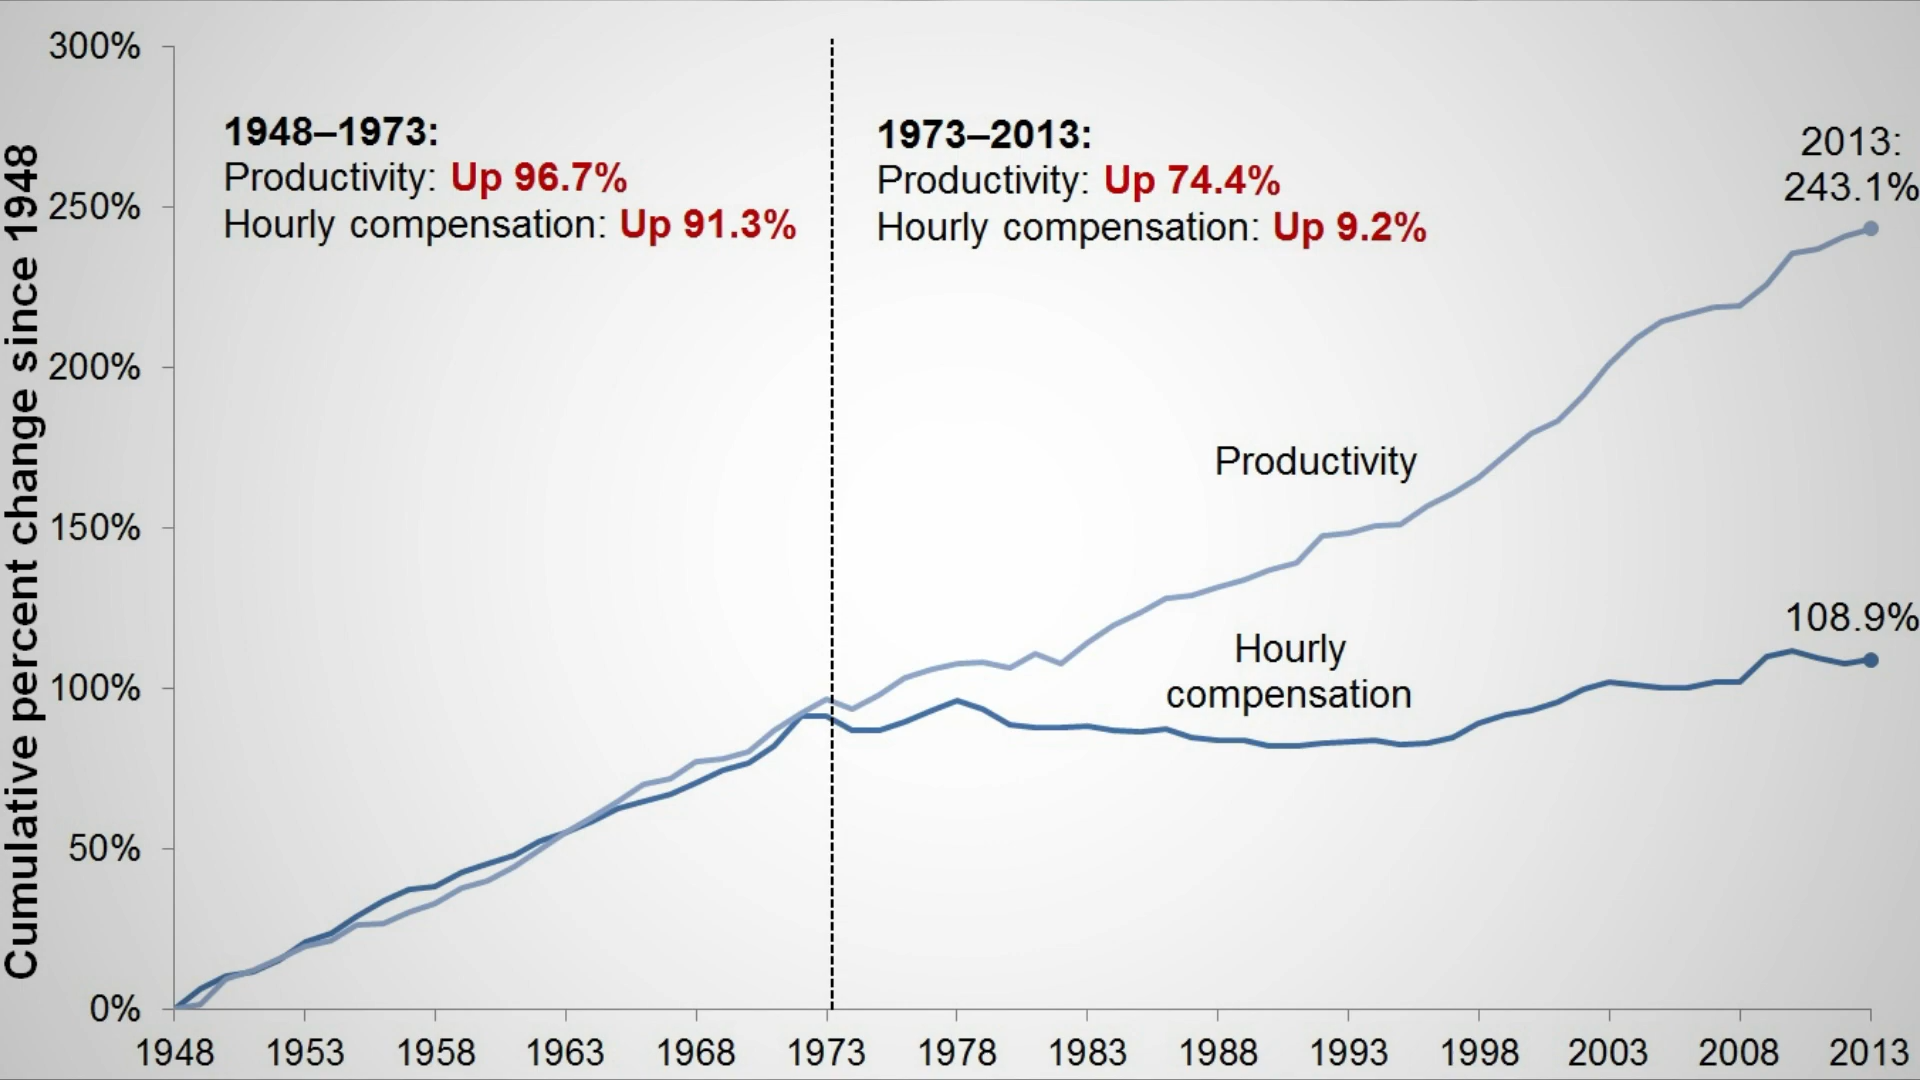 Cumulative percent change since 1948
300%
250%
200%
150%
100%
50%
0%
1948–1973:
Productivity: Up 96.7%
Hourly compensation: Up 91.3%
1973–2013:
Productivity: Up 74.4%
Hourly compensation: Up 9.2%
2013:
243.1%
Productivity
Hourly
compensation
108.9%
1948 1953 1958 1963 1968 1973 1978 1983 1988 1993 1998 2003 2008 2013